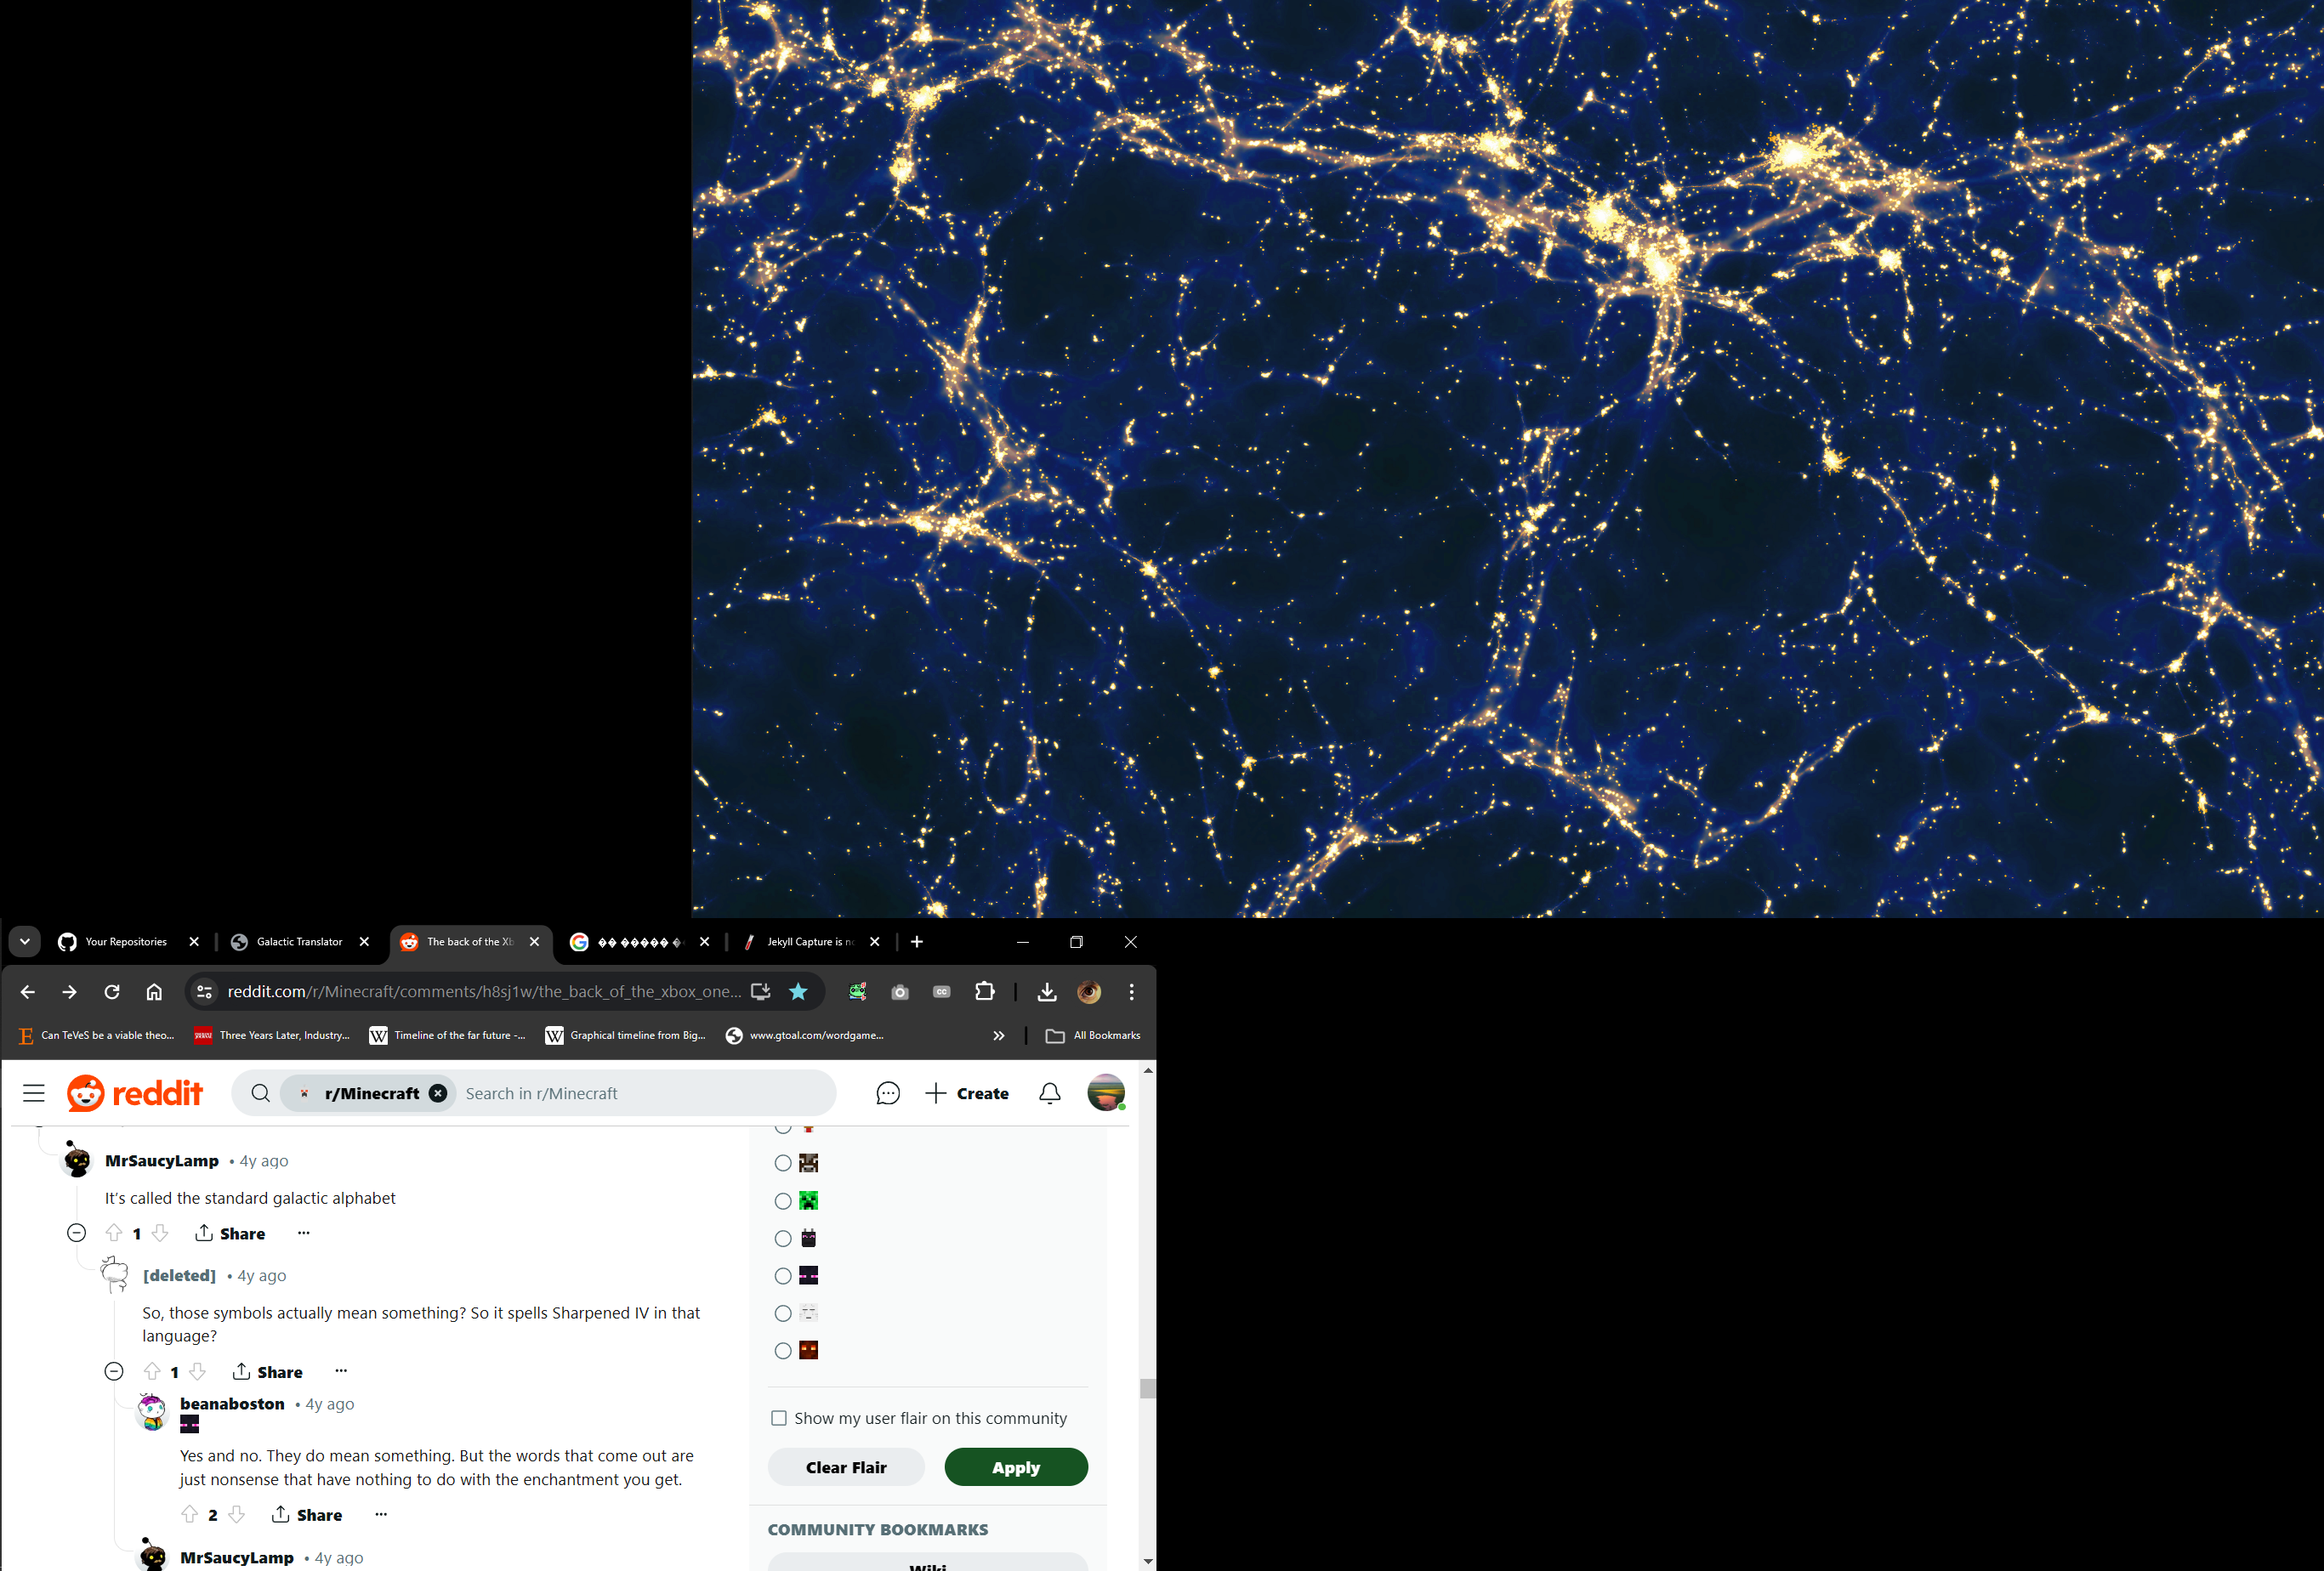 Your Repositories
Galactic Translator
The back of the Xb
�� ����� �
Jekyll Capture is no
reddit.com/r/Minecraft/comments/h8sj1w/the_back_of_the_xbox_one...
Can TeVeS be a viable theo...
Three Years Later, Industry...
Timeline of the far future -...
Graphical timeline from Big...
www.gtoal.com/wordgame...
All Bookmarks
reddit
r/Minecraft
Search in r/Minecraft
Create
MrSaucyLamp • 4y ago
It's called the standard galactic alphabet
1
Share
[deleted] • 4y ago
So, those symbols actually mean something? So it spells Sharpened IV in that
language?
1
Share
beanaboston • 4y ago
Yes and no. They do mean something. But the words that come out are
just nonsense that have nothing to do with the enchantment you get.
2
Share
MrSaucyLamp • 4y ago
Show my user flair on this community
Clear Flair
Apply
COMMUNITY BOOKMARKS
Wiki